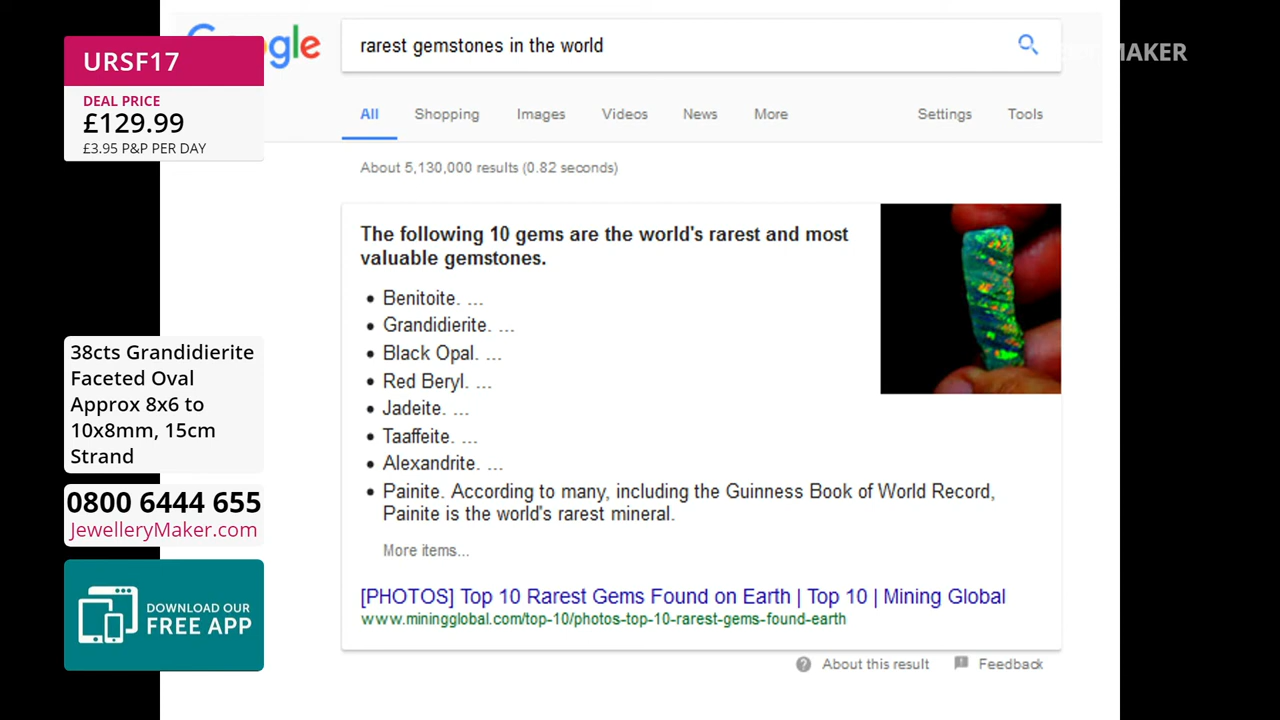 URSF17
DEAL PRICE
£129.99
£3.95 P&P PER DAY
gle
rarest gemstones in the world
MAKER
All Shopping Images Videos News More Settings Tools
About 5,130,000 results (0.82 seconds)
The following 10 gems are the world's rarest and most
valuable gemstones.
• Benitoite. ...
• Grandidierite. ...
• Black Opal. ...
• Red Beryl. ...
• Jadeite. ...
• Taaffeite. ...
• Alexandrite. ...
• Painite. According to many, including the Guinness Book of World Record,
Painite is the world's rarest mineral.
More items...
[PHOTOS] Top 10 Rarest Gems Found on Earth | Top 10 | Mining Global
www.miningglobal.com/top-10/photos-top-10-rarest-gems-found-earth
About this result Feedback
38cts Grandidierite
Faceted Oval
Approx 8x6 to
10x8mm, 15cm
Strand
0800 6444 655
JewelleryMaker.com
DOWNLOAD OUR
FREE APP